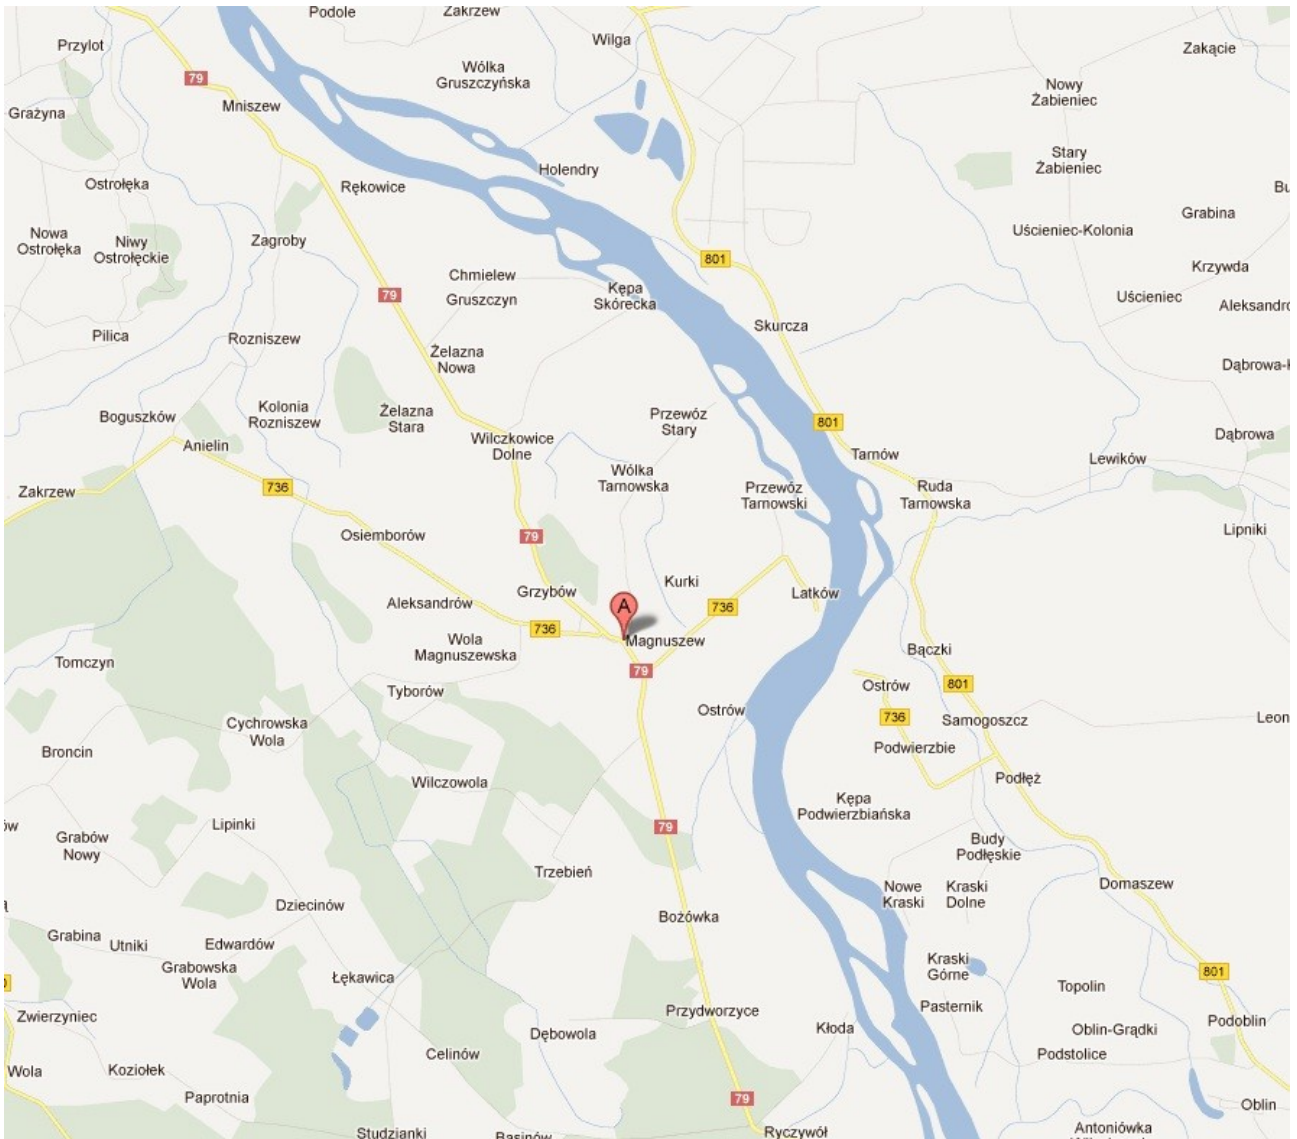 Podole
Zakrzew
Wilga
Przylot
Zakącie
79
Wólka
Gruszczyńska
Nowy
Żabieniec
Mniszew
Grażyna
Stary
Żabieniec
Holendry
Ostrołęka
Rękowice
Bu
Grabina
Nowa
Ostrołęka
Niwy
Ostrołęckie
Zagroby
Uścieniec-Kolonia
801
Krzywda
Chmielew
79
Gruszczyn
Kępa
Skórecka
Uścieniec
Aleksandró
Skurcza
Pilica
Rozniszew
Żelazna
Nowa
Dąbrowa-K
Kolonia
Rozniszew
Żelazna
Stara
Przewóz
Stary
Boguszków
801
Anielin
Wilczkowice
Dolne
Dąbrowa
Tarnów
Lewików
Wólka
Tarnowska
Zakrzew
736
Przewóz
Tarnowski
Ruda
Tarnowska
Lipniki
Osiemborów
79
Kurki
Grzybów
Latków
Aleksandrów
A
736
736
Wola
Magnuszewska
Magnuszew
Bączki
Tomczyn
79
801
Ostrów
Tyborów
Ostrów
736
Samogoszcz
Leon
Cychrowska
Wola
Broncin
Podwierzbie
Podłęż
Wilczowola
Kępa
Podwierzbiańska
ów
Lipinki
79
Grabów
Nowy
Budy
Podłęskie
Trzebień
Nowe
Kraski
Kraski
Dolne
Domaszew
Dziecinów
Bożówka
Grabina
Utniki
Edwardów
Grabowska
Wola
Kraski
Górne
801
Łękawica
Topolin
Pasternik
Zwierzyniec
Przydworzyce
Kłoda
Oblin-Grądki
Podoblin
Dębowola
Celinów
Podstolice
Wola
Koziołek
Paprotnia
79
Oblin
Studzianki
Basinów
Ryczywół
Antoniówka